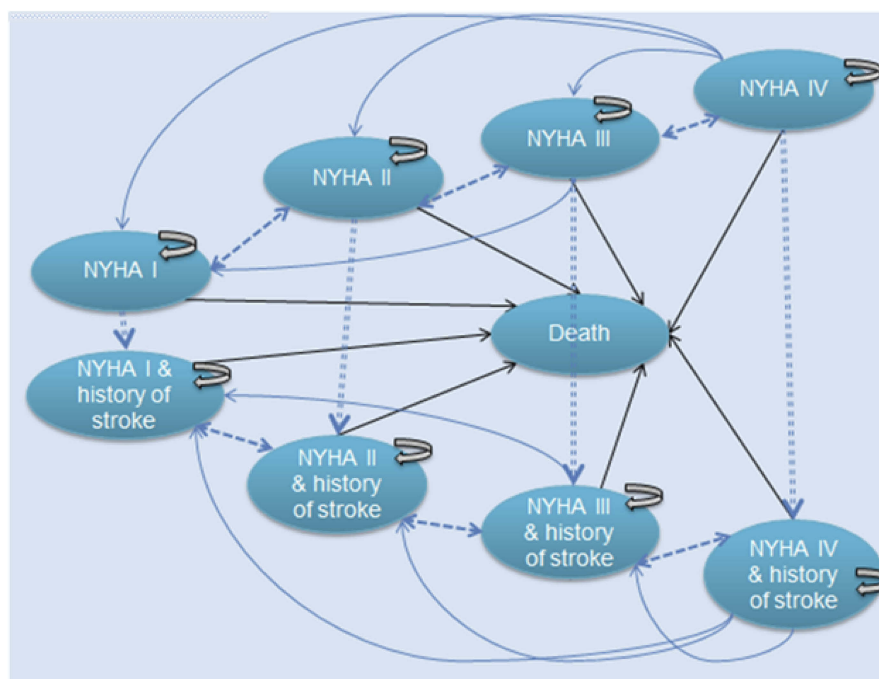 NYHA IV
NYHA III
NYHA II
NYHA I
Death
NYHA I &
history of
stroke
NYHA II
& history
of stroke
NYHA III
& history
of stroke
NYHA IV
& history
of stroke